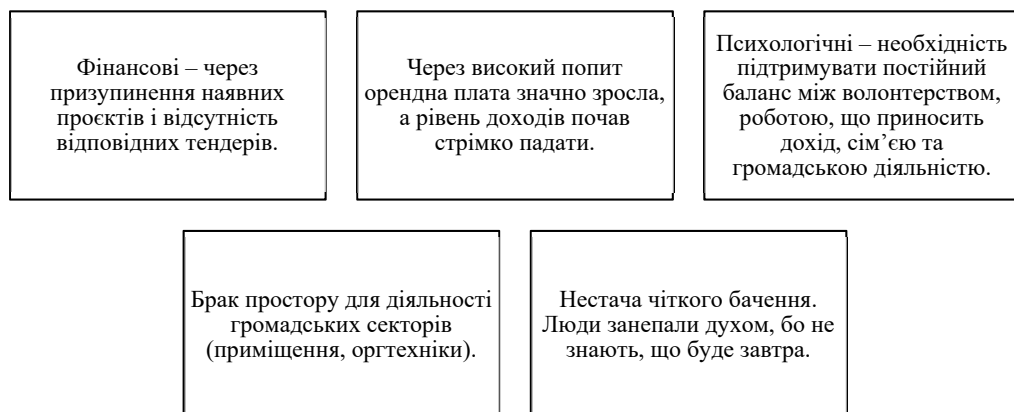 Фінансові – через
призупинення наявних
проєктів і відсутність
відповідних тендерів.
Через високий попит
орендна плата значно зросла,
а рівень доходів почав
стрімко падати.
Психологічні – необхідність
підтримувати постійний
баланс між волонтерством,
роботою, що приносить
дохід, сім’єю та
громадською діяльністю.
Брак простору для діяльності
громадських секторів
(приміщення, оргтехніки).
Нестача чіткого бачення.
Люди занепали духом, бо не
знають, що буде завтра.